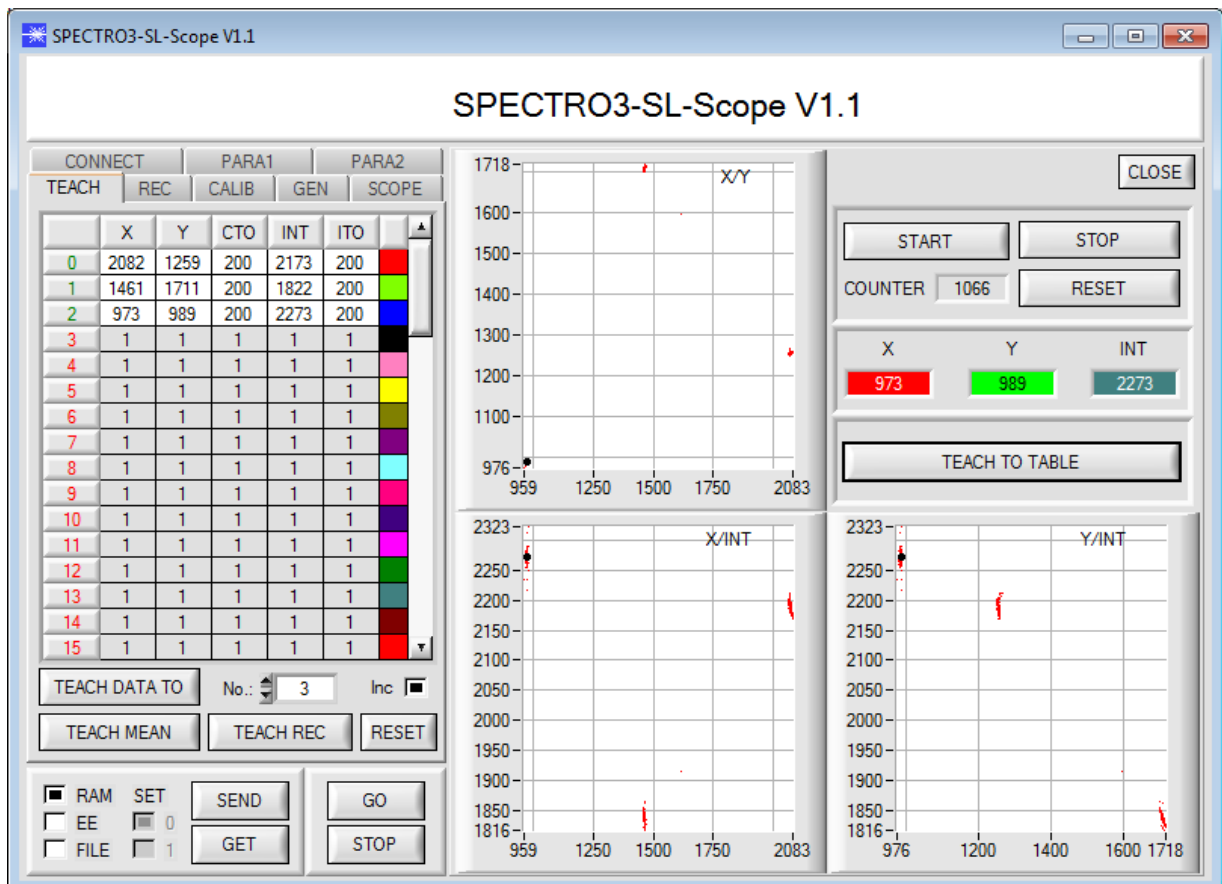 SPECTRO3-SL-Scope V1.1
SPECTRO3-SL-Scope V1.1
CONNECT PARA1 PARA2
TEACH REC CALIB GEN SCOPE
X Y CTO INT ITO
0 2082 1259 200 2173 200
1 1461 1711 200 1822 200
2 973 989 200 2273 200
3 1 1 1 1 1
4 1 1 1 1 1
5 1 1 1 1 1
6 1 1 1 1 1
7 1 1 1 1 1
8 1 1 1 1 1
9 1 1 1 1 1
10 1 1 1 1 1
11 1 1 1 1 1
12 1 1 1 1 1
13 1 1 1 1 1
14 1 1 1 1 1
15 1 1 1 1 1
TEACH DATA TO No.: 3 Inc
TEACH MEAN TEACH REC RESET
RAM SET SEND GO
EE 0
FILE 1 GET STOP
X/Y
1718
1600
1500
1400
1300
1200
1100
976
959 1250 1500 1750 2083
CLOSE
START STOP
COUNTER 1066 RESET
X Y INT
973 989 2273
TEACH TO TABLE
X/INT
2323
2250
2200
2150
2100
2050
2000
1950
1900
1850
1816
959 1250 1500 1750 2083
Y/INT
2323
2250
2200
2150
2100
2050
2000
1950
1900
1850
1816
976 1200 1400 1600 1718